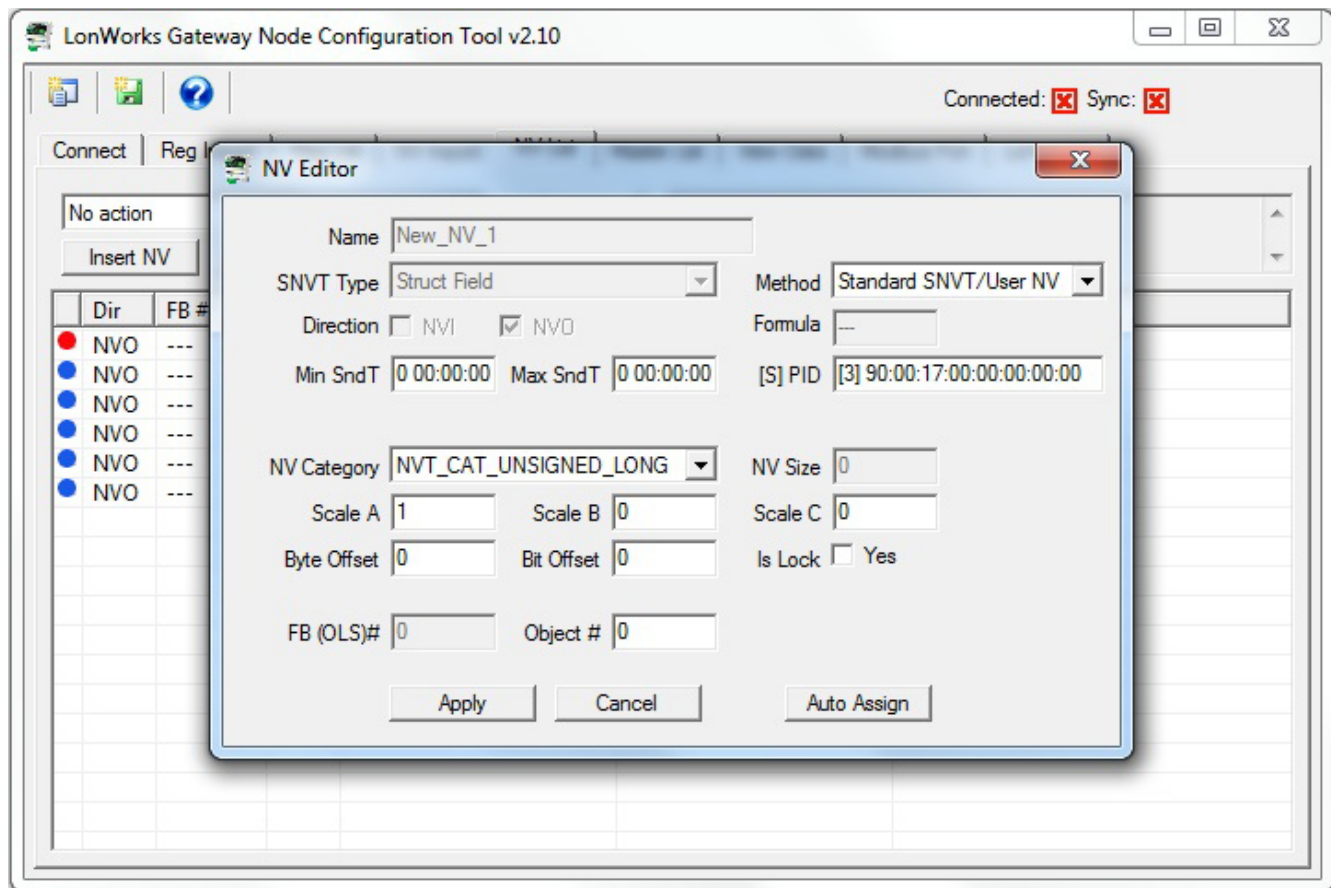 LonWorks Gateway Node Configuration Tool v2.10
Connected: Sync:
Connect Reg
NV Editor
No action
Insert NV
Dir FB #
NVO ---
NVO ---
NVO ---
NVO ---
NVO ---
NVO ---
Name New_NV_1
SNVT Type Struct Field Method Standard SNVT/User NV
Direction NVI NVO Formula ---
Min SndT 0 00:00:00 Max SndT 0 00:00:00 [S] PID [3] 90:00:17:00:00:00:00:00
NV Category NVT_CAT_UNSIGNED_LONG NV Size 0
Scale A 1 Scale B 0 Scale C 0
Byte Offset 0 Bit Offset 0 Is Lock Yes
FB (OLS)# 0 Object # 0
Apply Cancel Auto Assign